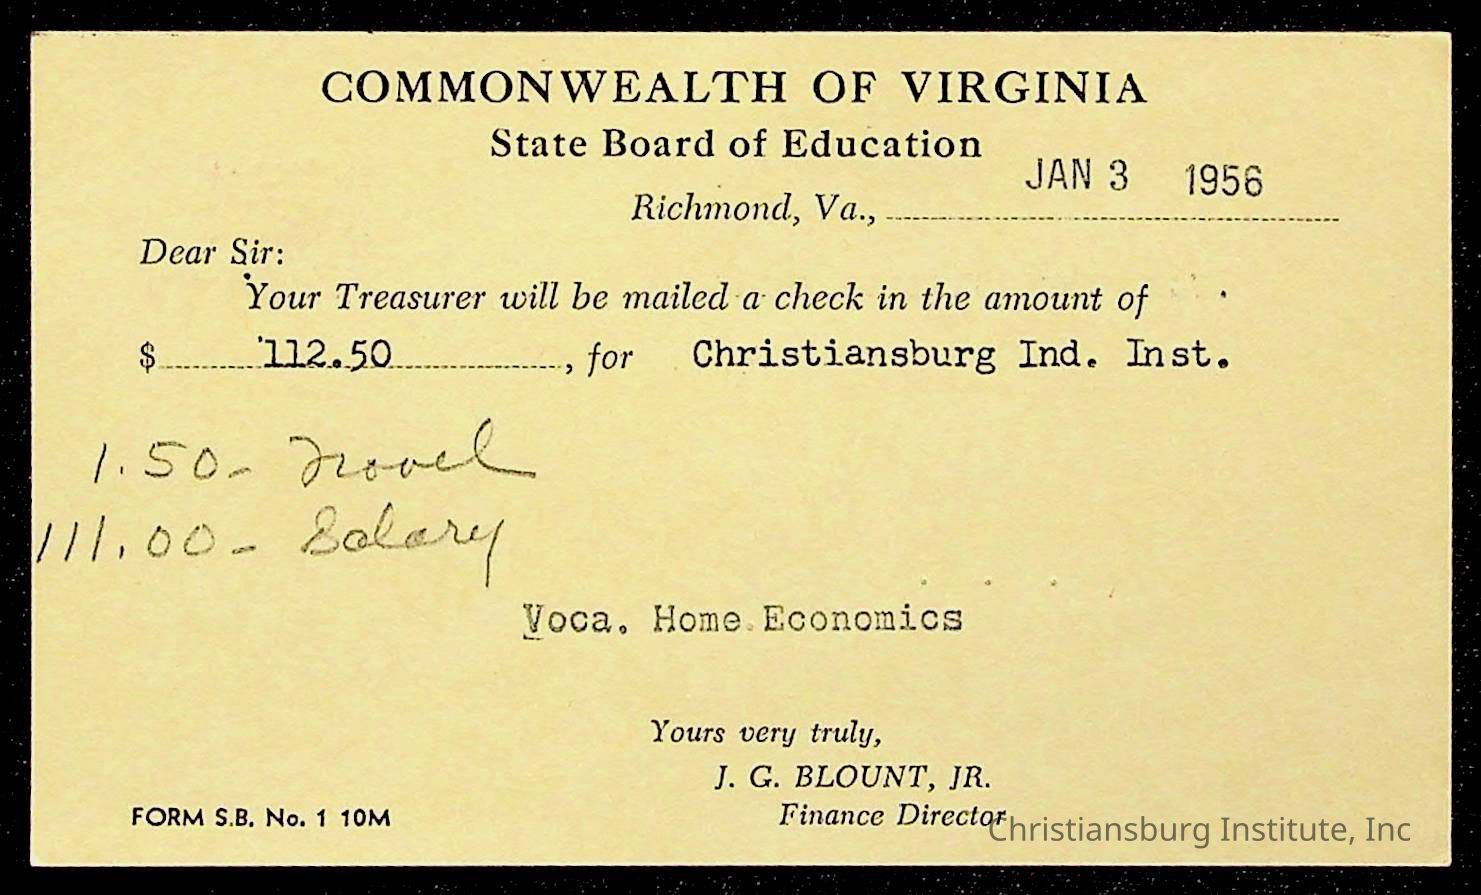 COMMONWEALTH OF VIRGINIA
State Board of Education
JAN 3 1956
Richmond, Va.,
Dear Sir:
Your Treasurer will be mailed a check in the amount of
$ 112.50, for Christiansburg Ind. Inst.
1.50 - Travel
111.00 - Salary
Voca. Home Economics
Yours very truly,
J. G. BLOUNT, JR.
Finance Director
FORM S.B. No. 1 10M
Christiansburg Institute, Inc